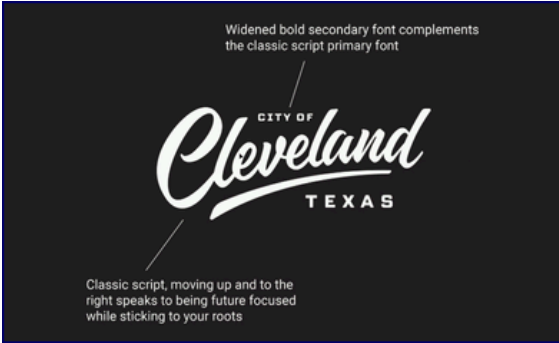 Widened bold secondary font complements
the classic script primary font
CITY OF
Cleveland
TEXAS
Classic script, moving up and to the
right speaks to being future focused
while sticking to your roots